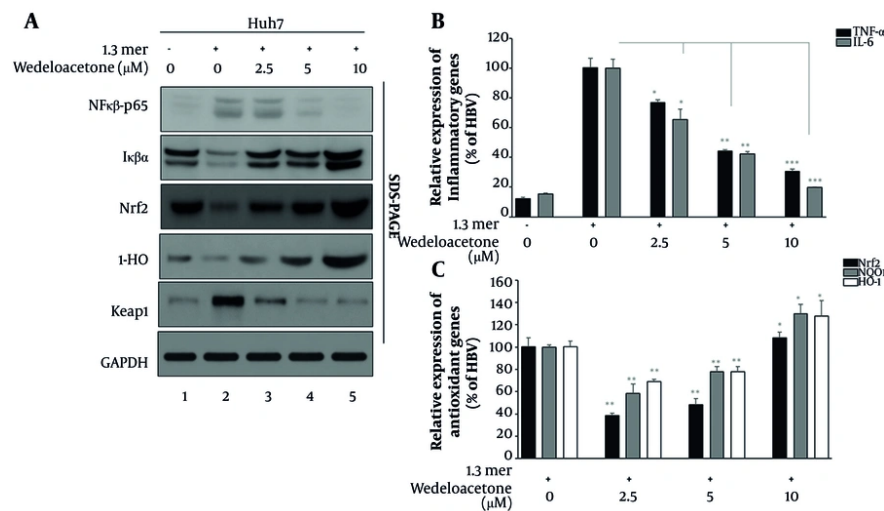 A
Huh7
1.3 mer - + + + +
Wedeloacetone (μM) 0 0 2.5 5 10
NFκβ-p65
Iκβα
Nrf2
1-HO
Keap1
GAPDH
SDS-PAGE
1 2 3 4 5
B
TNF-α
IL-6
Relative expression of
Inflammatory genes
(% of HBV)
120
100
80
60
40
20
0
* *
** **
*** ***
1.3 mer - + + + +
Wedeloacetone
(μM)
0 0 2.5 5 10
C
Nrf2
NQO1
HO-1
Relative expression of
antioxidant genes
(% of HBV)
160
140
120
100
80
60
40
20
0
** ** **
** ** **
* * *
1.3 mer + + + +
Wedeloacetone
(μM)
0 2.5 5 10